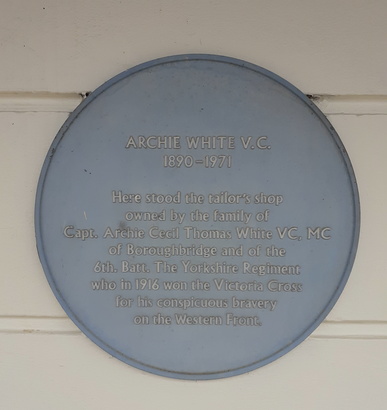 ARCHIE WHITE V.C.
1890-1971
Here stood the tailor's shop
owned by the family of
Capt. Archie Cecil Thomas White VC, MC
of Boroughbridge and of the
6th. Batt. The Yorkshire Regiment
who in 1916 won the Victoria Cross
for his conspicuous bravery
on the Western Front.